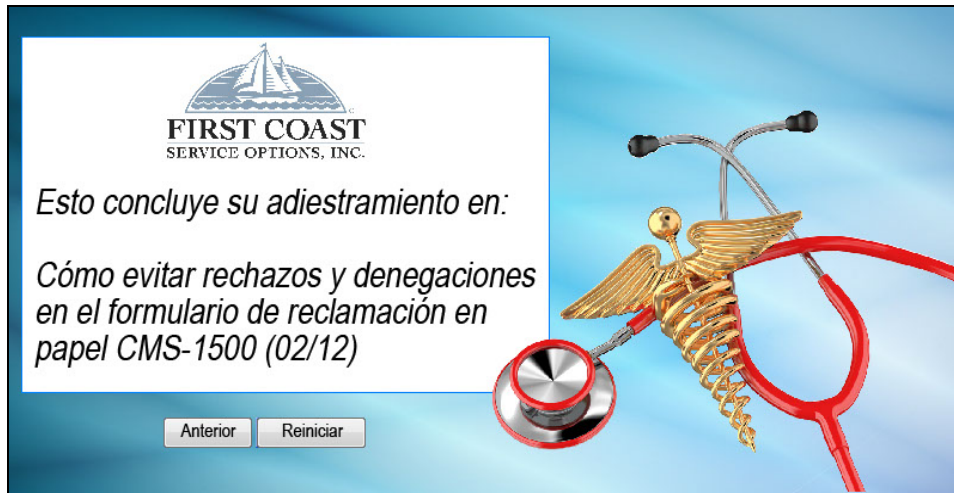 FIRST COAST
SERVICE OPTIONS, INC.
Esto concluye su adiestramiento en:
Cómo evitar rechazos y denegaciones
en el formulario de reclamación en
papel CMS-1500 (02/12)
Anterior Reiniciar